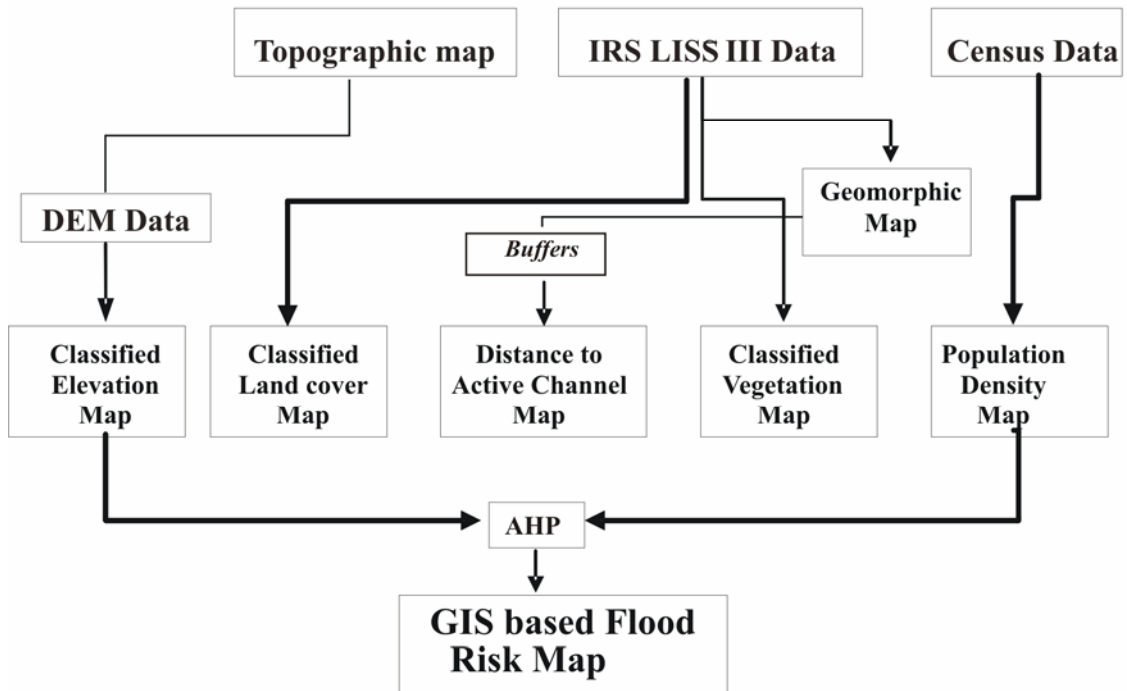 Topographic map
IRS LISS III Data
Census Data
Geomorphic
Map
DEM Data
Buffers
Classified
Elevation
Map
Classified
Land cover
Map
Distance to
Active Channel
Map
Classified
Vegetation
Map
Population
Density
Map
AHP
GIS based Flood
Risk Map